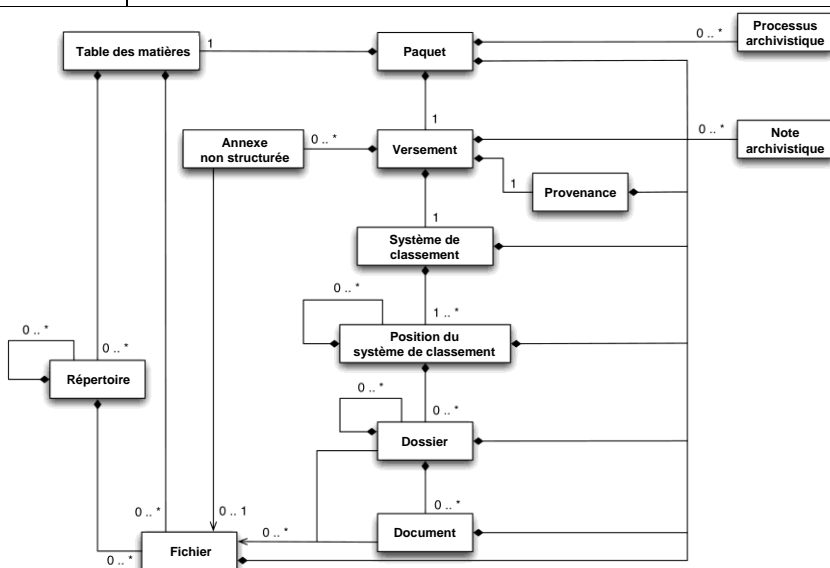 Processus
archivistique
0 .. *
Table des matières
1
Paquet
1
0 .. *
Note
archivistique
Annexe
non structurée
0 .. *
Versement
1
Provenance
1
Système de
classement
0 .. *
1 .. *
Position du
système de classement
0 .. *
0 .. *
Répertoire
0 .. *
0 .. *
Dossier
0 .. *
0 .. *
0 .. 1
0 .. *
Document
Fichier
0 .. *